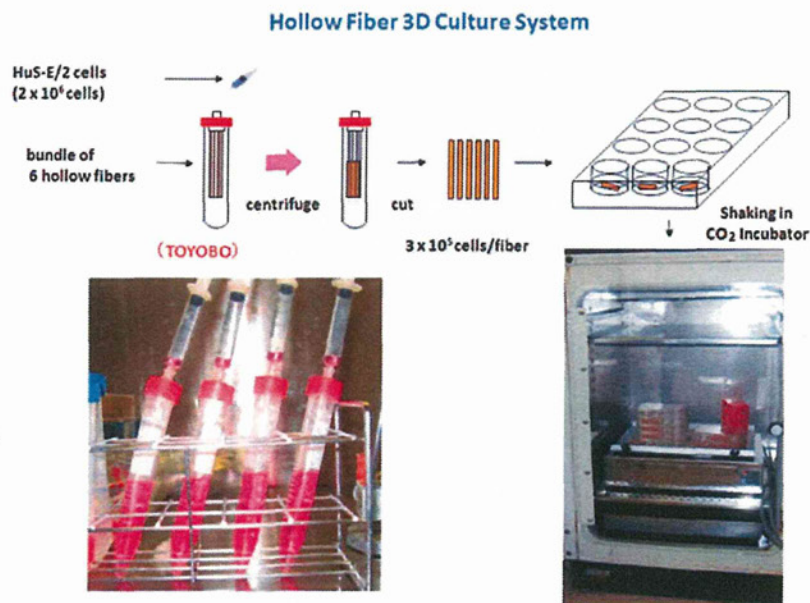 Hollow Fiber 3D Culture System
HuS-E/2 cells
(2 x 10⁶ cells)
bundle of
6 hollow fibers
centrifuge
cut
(TOYOBO)
3 x 10⁵ cells/fiber
Shaking in
CO₂ Incubator